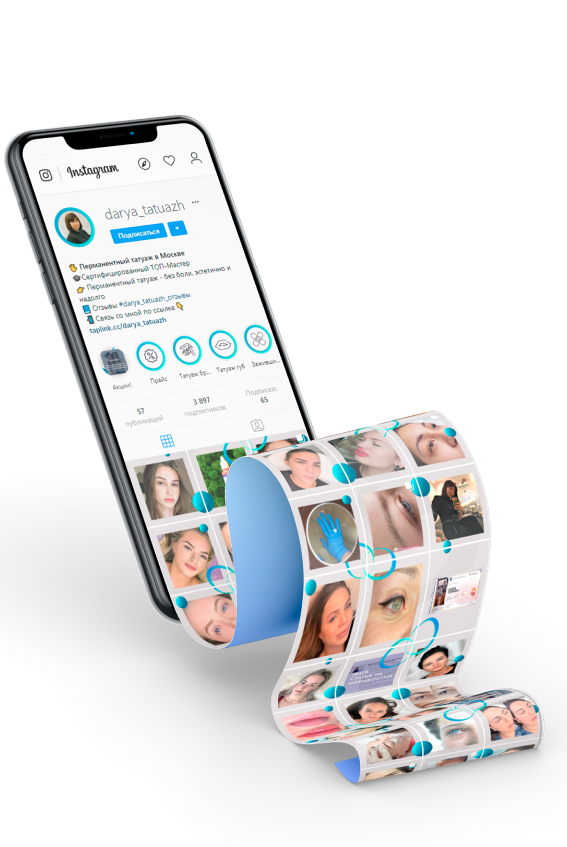 Instagram
darya_tatuazh ...
Подписаться
Перманентный татуаж в Москве
Сертифицированный ТОП-Мастер
Перманентный татуаж - без боли, эстетично и
надолго
Отзывы #darya_tatuazh_отзывы
Связь со мной по ссылке
taplink.cc/darya_tatuazh
Акции! Прайс Татуаж бр... Татуаж губ Заживши...
57 3 897 Подписки:
публикаций подписчиков 65